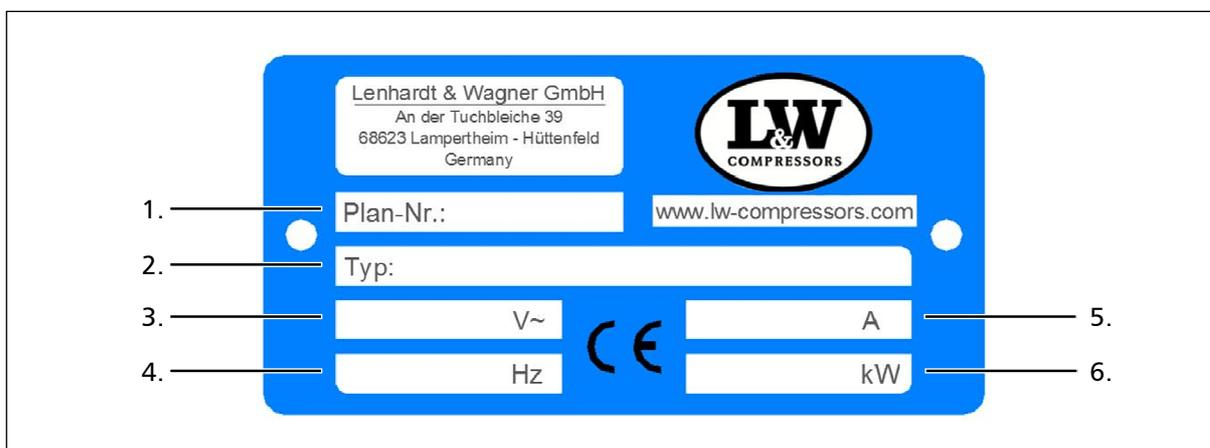 Lenhardt & Wagner GmbH
An der Tuchbleiche 39
68623 Lampertheim - Hüttenfeld
Germany
L&W
COMPRESSORS
1. Plan-Nr.: www.lw-compressors.com
2. Typ:
3. V~ CE A 5.
4. Hz kW 6.